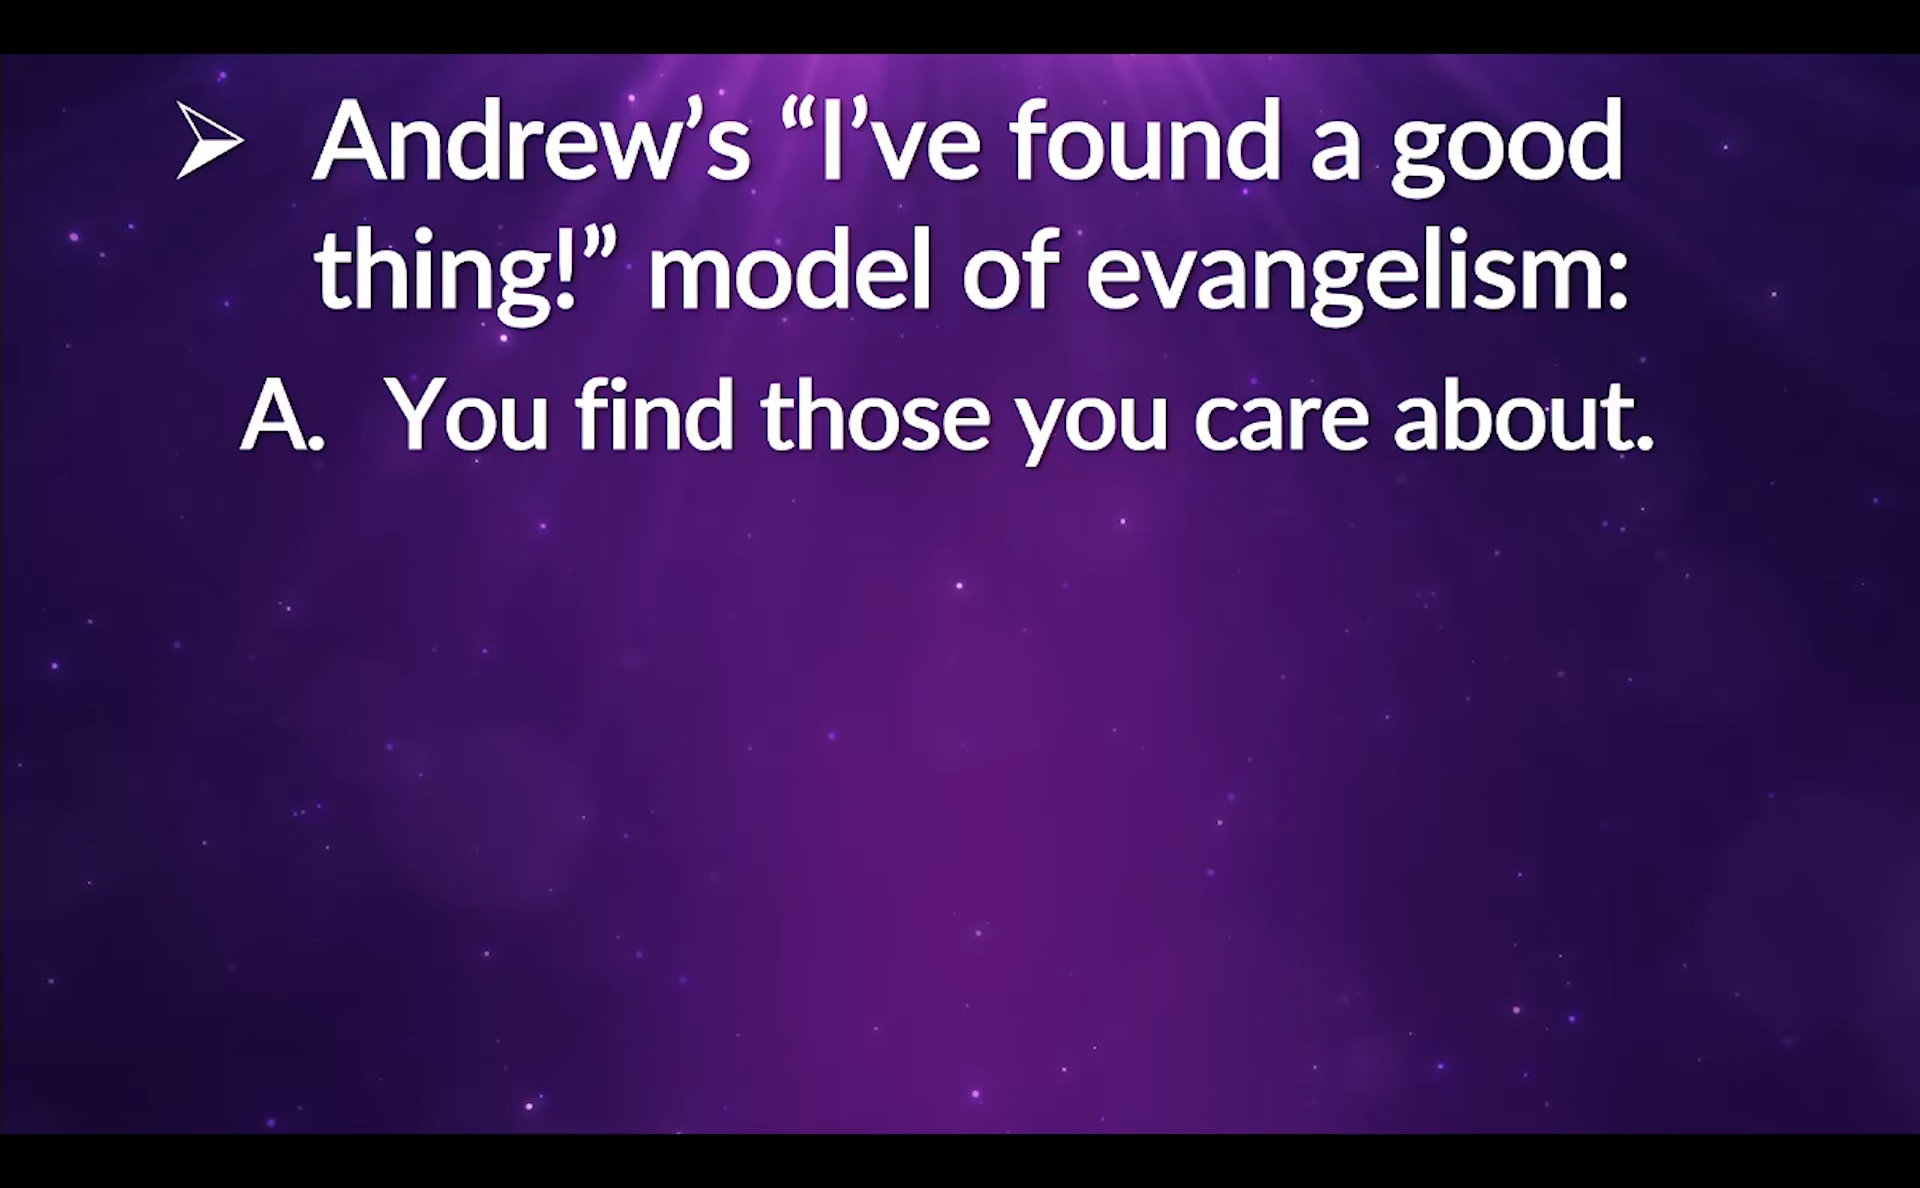 ➢ Andrew’s “I’ve found a good
thing!” model of evangelism:
A. You find those you care about.